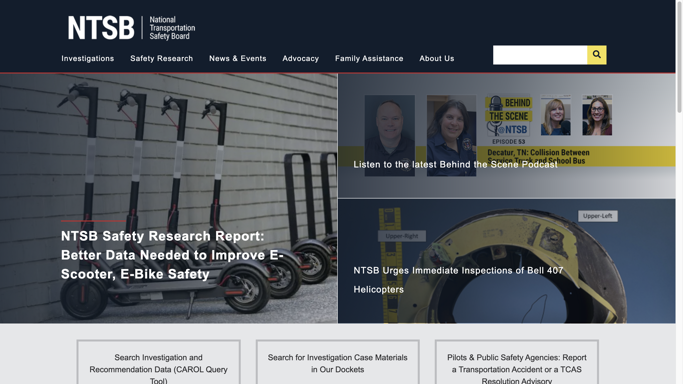 NTSB
National
Transportation
Safety Board
Investigations
Safety Research
News & Events
Advocacy
Family Assistance
About Us
NTSB Safety Research Report:
Better Data Needed to Improve E-
Scooter, E-Bike Safety
BEHIND
THE SCENE
@NTSB
EPISODE 53
Decatur, TN: Collision Between
Service Truck and School Bus
Listen to the latest Behind the Scene Podcast
Upper-Left
Upper-Right
NTSB Urges Immediate Inspections of Bell 407
Helicopters
Search Investigation and
Recommendation Data (CAROL Query
Tool)
Search for Investigation Case Materials
in Our Dockets
Pilots & Public Safety Agencies: Report
a Transportation Accident or a TCAS
Resolution Advisory